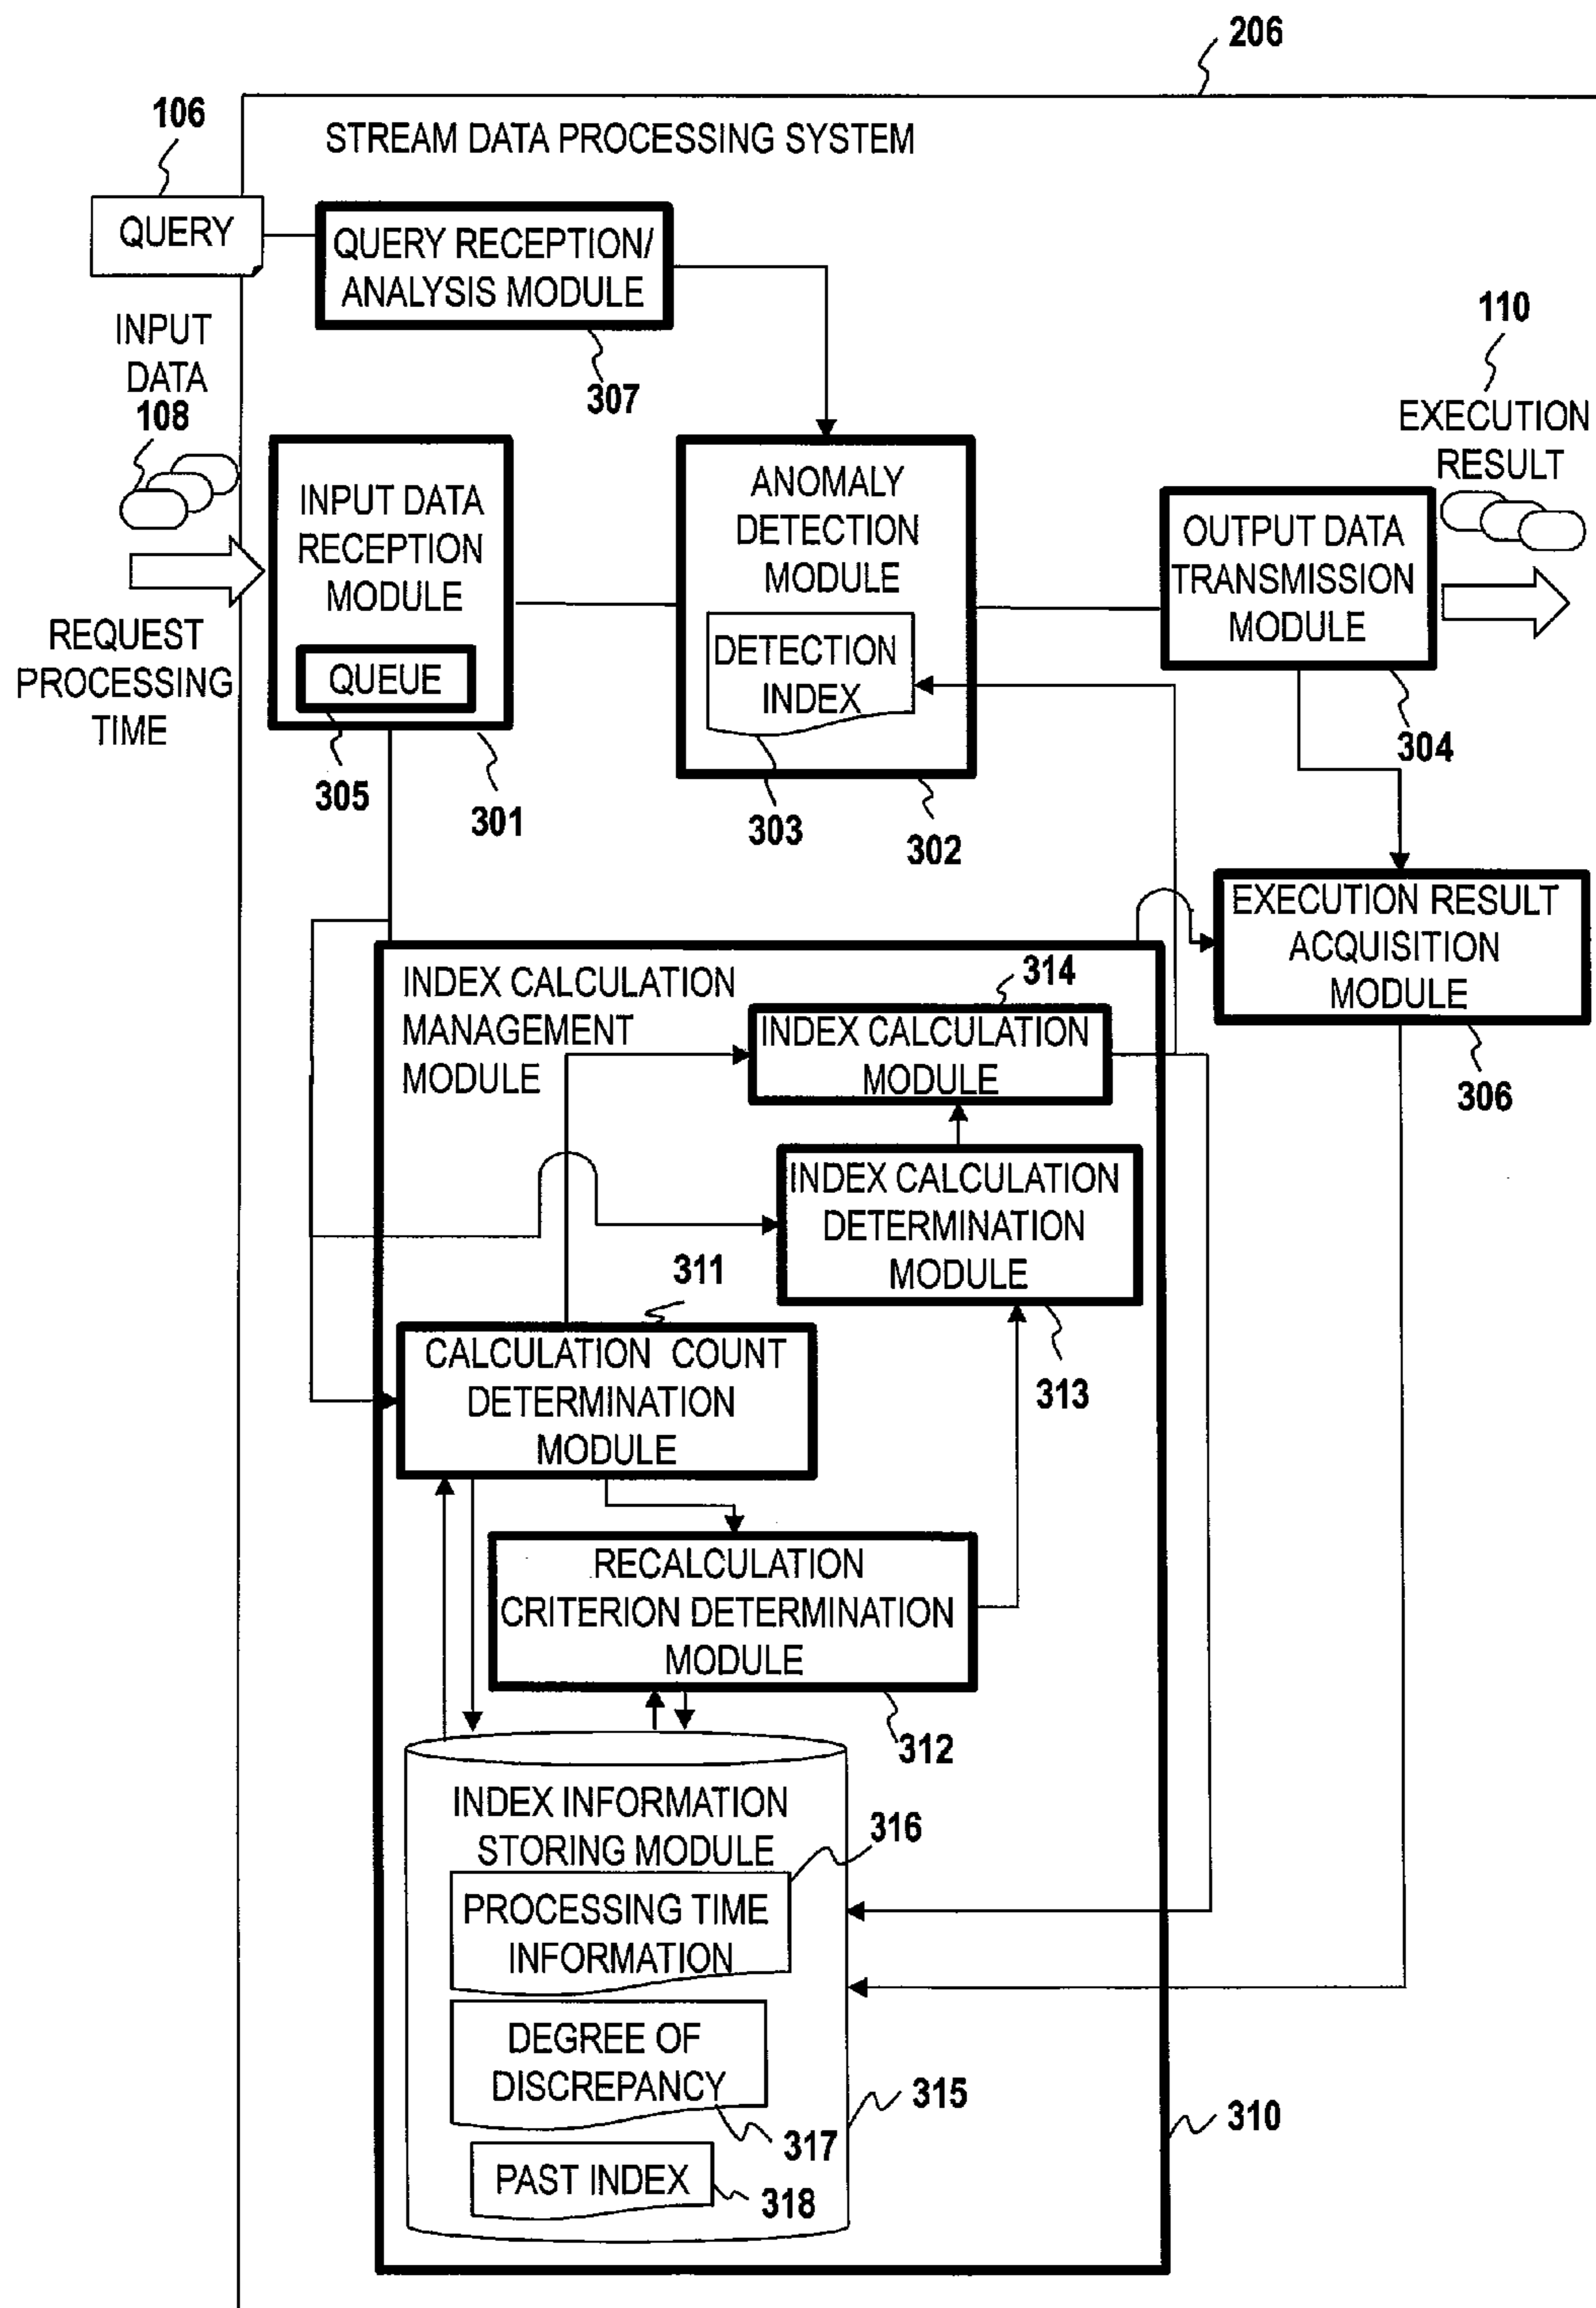 206
106
STREAM DATA PROCESSING SYSTEM
QUERY
QUERY RECEPTION/
ANALYSIS MODULE
307
INPUT
DATA
108
110
EXECUTION
RESULT
INPUT DATA
RECEPTION
MODULE
QUEUE
305
301
REQUEST
PROCESSING
TIME
ANOMALY
DETECTION
MODULE
DETECTION
INDEX
303
302
OUTPUT DATA
TRANSMISSION
MODULE
304
EXECUTION RESULT
ACQUISITION
MODULE
306
INDEX CALCULATION
MANAGEMENT
MODULE
314
INDEX CALCULATION
MODULE
INDEX CALCULATION
DETERMINATION
MODULE
313
311
CALCULATION COUNT
DETERMINATION
MODULE
RECALCULATION
CRITERION DETERMINATION
MODULE
312
INDEX INFORMATION
STORING MODULE
316
PROCESSING TIME
INFORMATION
DEGREE OF
DISCREPANCY
317
315
310
PAST INDEX
318